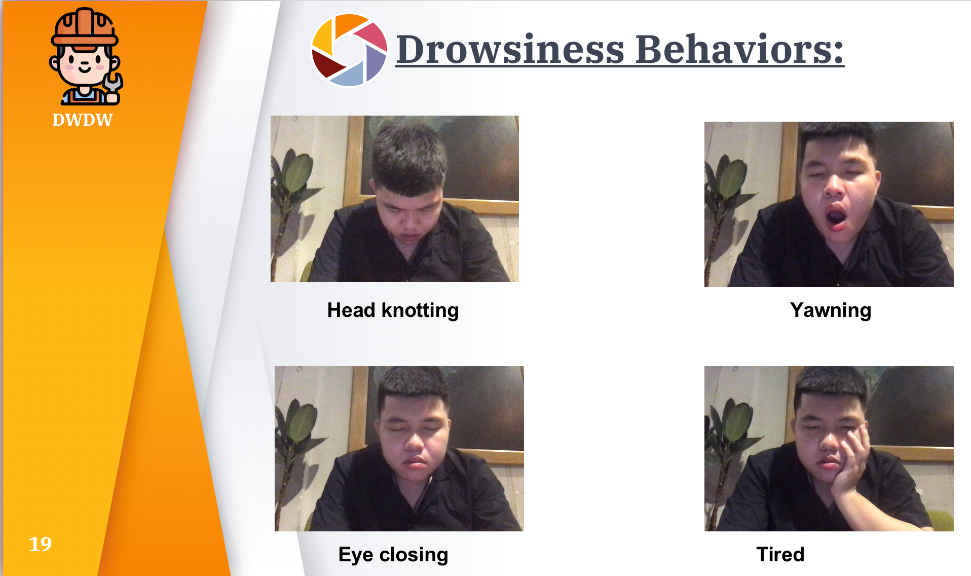 DWDW
Drowsiness Behaviors:
Head knotting
Yawning
Eye closing
Tired
19